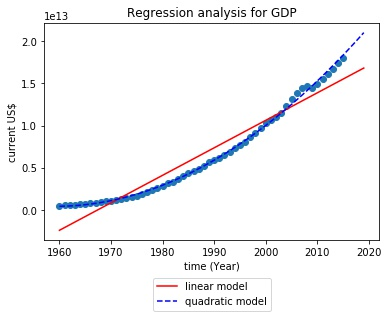 Regression analysis for GDP
1e13
2.0
1.5
1.0
0.5
0.0
current US$
1960 1970 1980 1990 2000 2010 2020
time (Year)
linear model
quadratic model